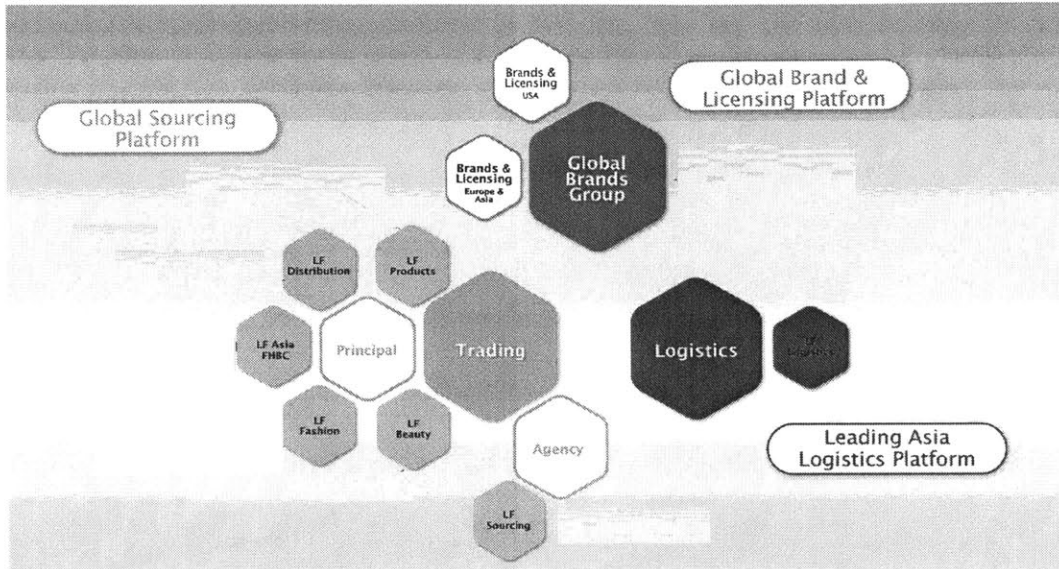 Brands &
Licensing
USA
Global Brand &
Licensing Platform
Global Sourcing
Platform
Brands &
Licensing
Europe &
Asia
Global
Brands
Group
LF
Distribution
LF
Products
LF Asia
FHBC
Principal
Trading
Logistics
LF
Logistics
LF
Fashion
LF
Beauty
Agency
Leading Asia
Logistics Platform
LF
Sourcing